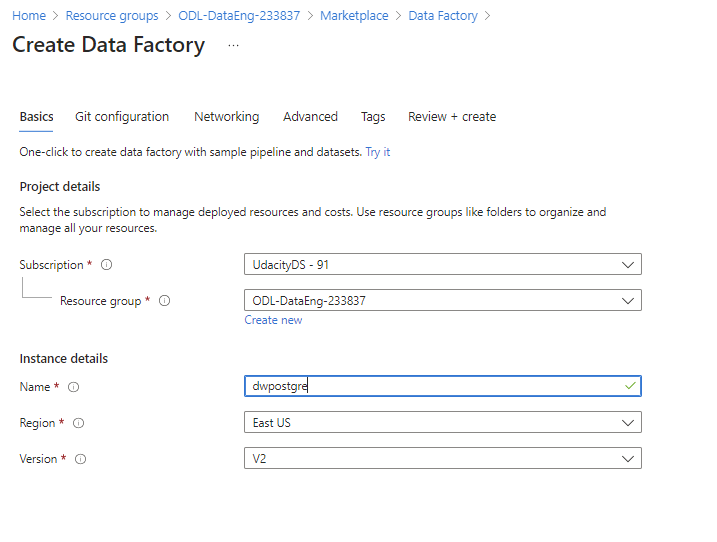 Home > Resource groups > ODL-DataEng-233837 > Marketplace > Data Factory >
Create Data Factory ...
Basics Git configuration Networking Advanced Tags Review + create
One-click to create data factory with sample pipeline and datasets. Try it
Project details
Select the subscription to manage deployed resources and costs. Use resource groups like folders to organize and
manage all your resources.
Subscription * UdacityDS - 91
Resource group * ODL-DataEng-233837
Create new
Instance details
Name * dwpostgre
Region * East US
Version * V2